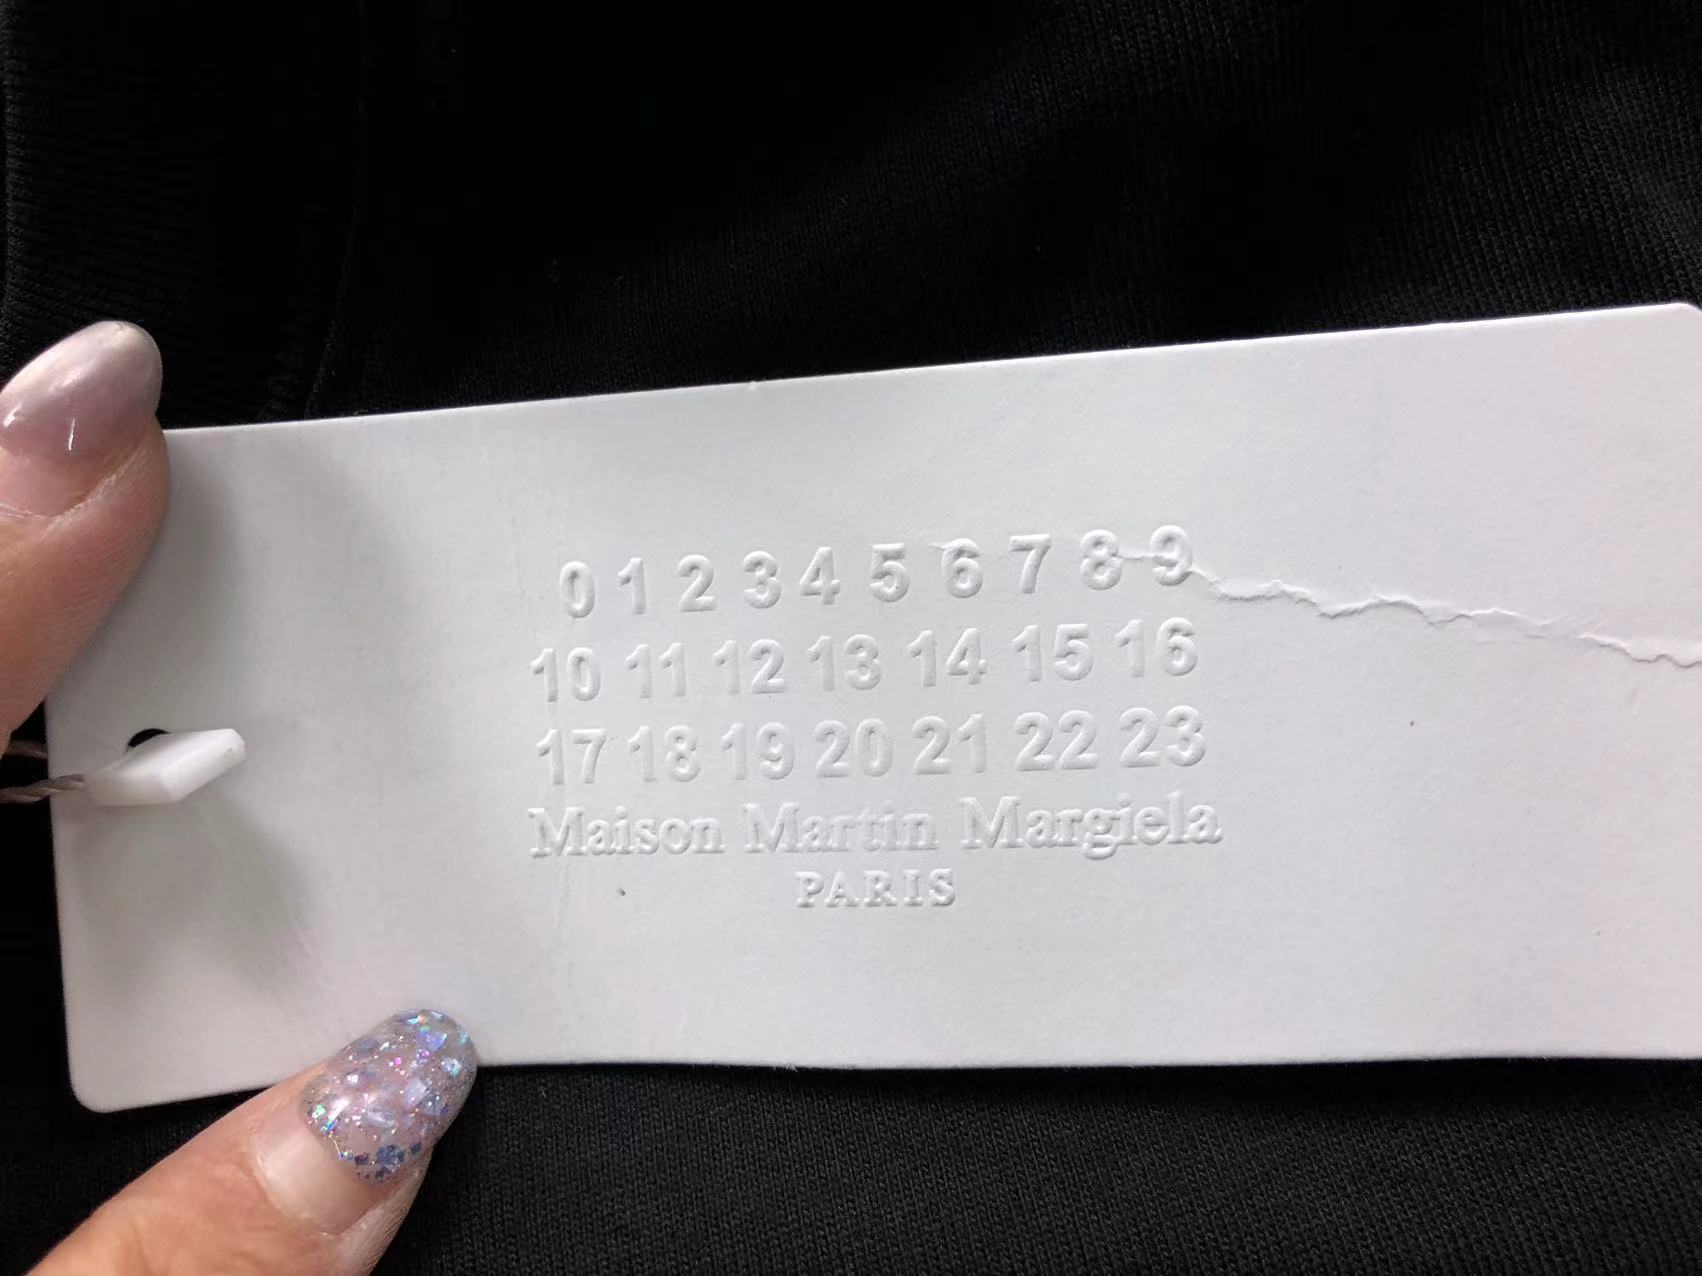 0 1 2 3 4 5 6 7 8 9
10 11 12 13 14 15 16
17 18 19 20 21 22 23
Maison Martin Margiela
PARIS